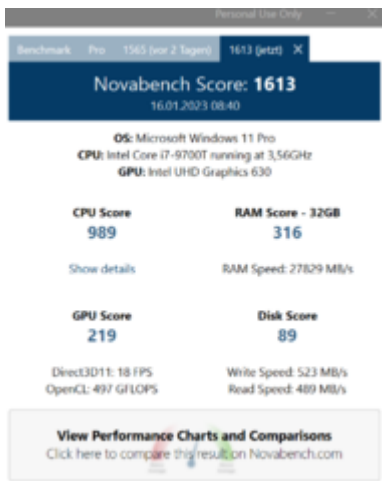 Personal Use Only
Benchmark Pro 1565 (vor 2 Tagen) 1613 (jetzt) X
Novabench Score: 1613
16.01.2023 08:40
OS: Microsoft Windows 11 Pro
CPU: Intel Core i7-9700T running at 3,56GHz
GPU: Intel UHD Graphics 630
CPU Score RAM Score - 32GB
989 316
Show details RAM Speed: 27829 MB/s
GPU Score Disk Score
219 89
Direct3D11: 18 FPS Write Speed: 523 MB/s
OpenCL: 497 GFLOPS Read Speed: 489 MB/s
View Performance Charts and Comparisons
Click here to compare this result on Novabench.com